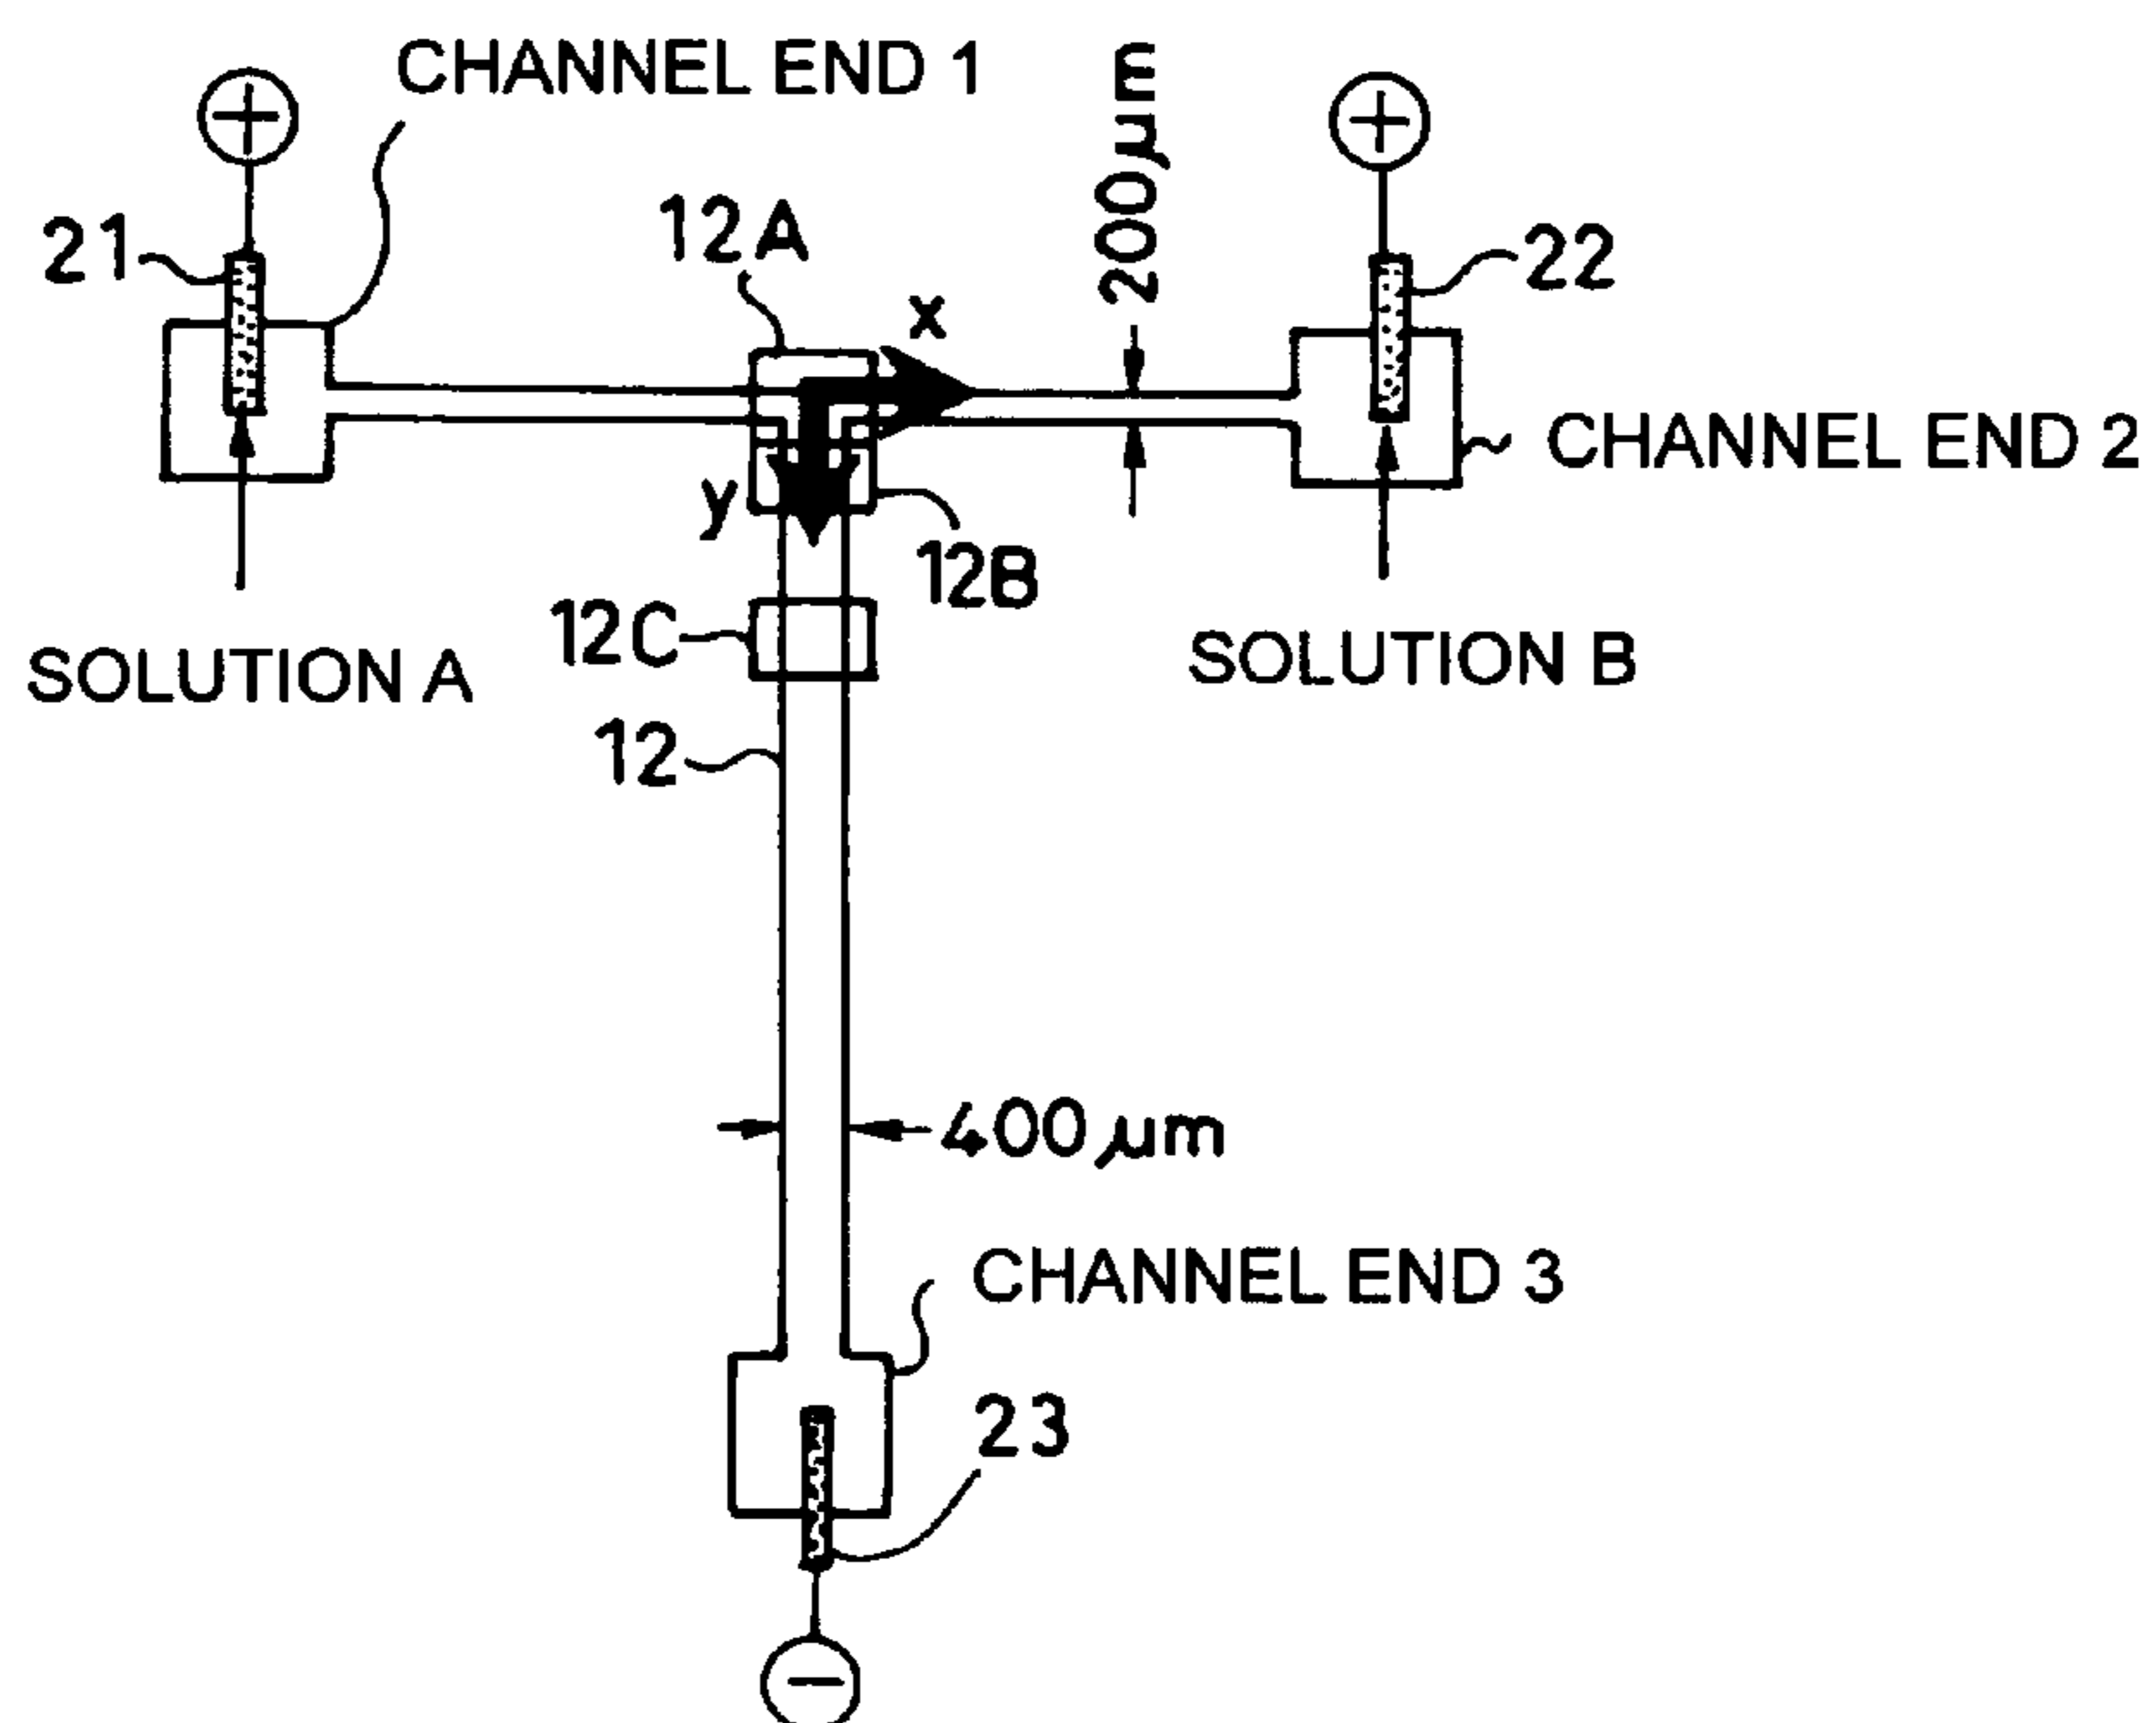 CHANNEL END 1
200μm
+
+
21
12A
x
22
CHANNEL END 2
y
12B
12C
SOLUTION A
SOLUTION B
12
400μm
CHANNEL END 3
23
−